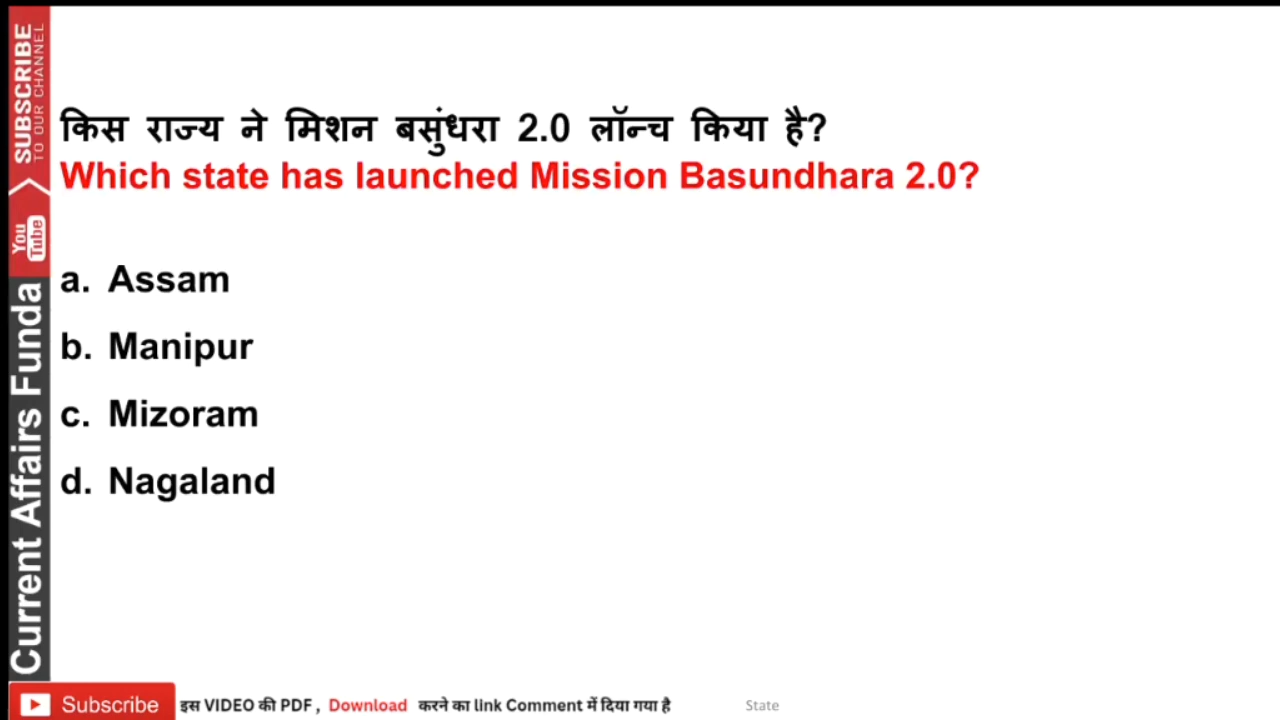 SUBSCRIBE
TO OUR CHANNEL
You Tube
Current Affairs Funda
किस राज्य ने मिशन बसुंधरा 2.0 लॉन्च किया है?
Which state has launched Mission Basundhara 2.0?
a. Assam
b. Manipur
c. Mizoram
d. Nagaland
Subscribe इस VIDEO की PDF , Download करने का link Comment में दिया गया है State